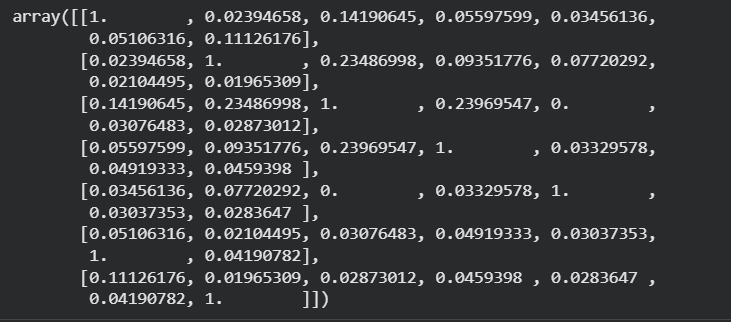 array([[1.        , 0.02394658, 0.14190645, 0.05597599, 0.03456136,
        0.05106316, 0.11126176],
       [0.02394658, 1.        , 0.23486998, 0.09351776, 0.07720292,
        0.02104495, 0.01965309],
       [0.14190645, 0.23486998, 1.        , 0.23969547, 0.        ,
        0.03076483, 0.02873012],
       [0.05597599, 0.09351776, 0.23969547, 1.        , 0.03329578,
        0.04919333, 0.0459398 ],
       [0.03456136, 0.07720292, 0.        , 0.03329578, 1.        ,
        0.03037353, 0.0283647 ],
       [0.05106316, 0.02104495, 0.03076483, 0.04919333, 0.03037353,
        1.        , 0.04190782],
       [0.11126176, 0.01965309, 0.02873012, 0.0459398 , 0.0283647 ,
        0.04190782, 1.        ]])